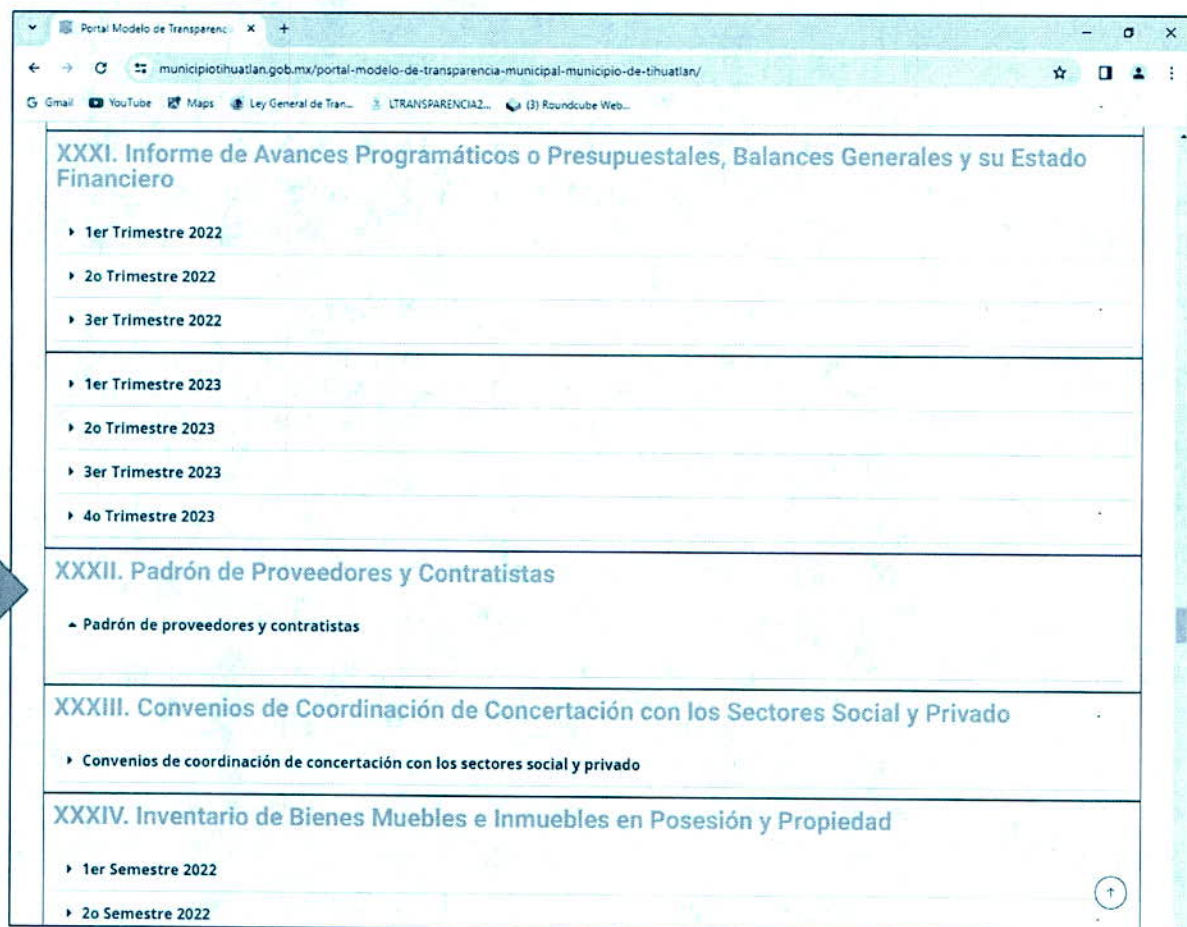 Portal Modelo de Transparenc
municipiotihuatlan.gob.mx/portal-modelo-de-transparencia-municipal-municipio-de-tihuatlan/
Gmail YouTube Maps Ley General de Tran... LTRANSPARENCIA2... (3) Roundcube Web...
XXXI. Informe de Avances Programáticos o Presupuestales, Balances Generales y su Estado
Financiero
1er Trimestre 2022
2o Trimestre 2022
3er Trimestre 2022
1er Trimestre 2023
2o Trimestre 2023
3er Trimestre 2023
4o Trimestre 2023
XXXII. Padrón de Proveedores y Contratistas
Padrón de proveedores y contratistas
XXXIII. Convenios de Coordinación de Concertación con los Sectores Social y Privado
Convenios de coordinación de concertación con los sectores social y privado
XXXIV. Inventario de Bienes Muebles e Inmuebles en Posesión y Propiedad
1er Semestre 2022
2o Semestre 2022